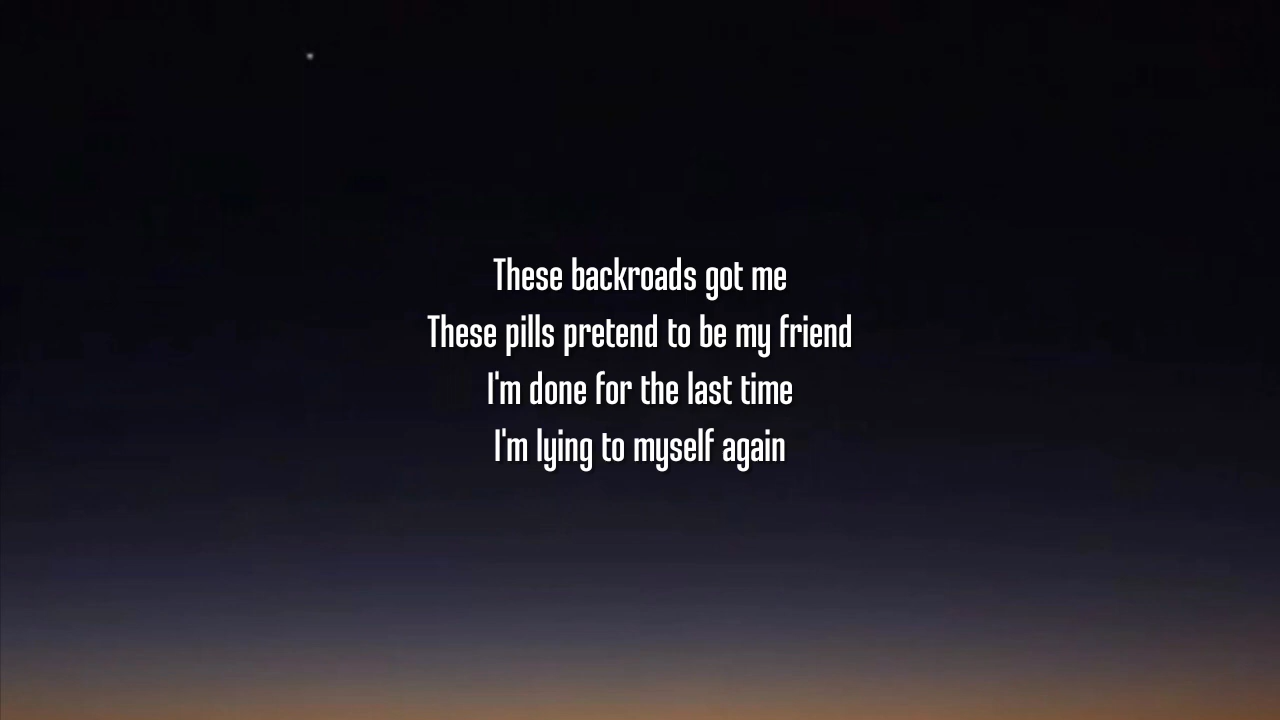 These backroads got me
These pills pretend to be my friend
I'm done for the last time
I'm lying to myself again